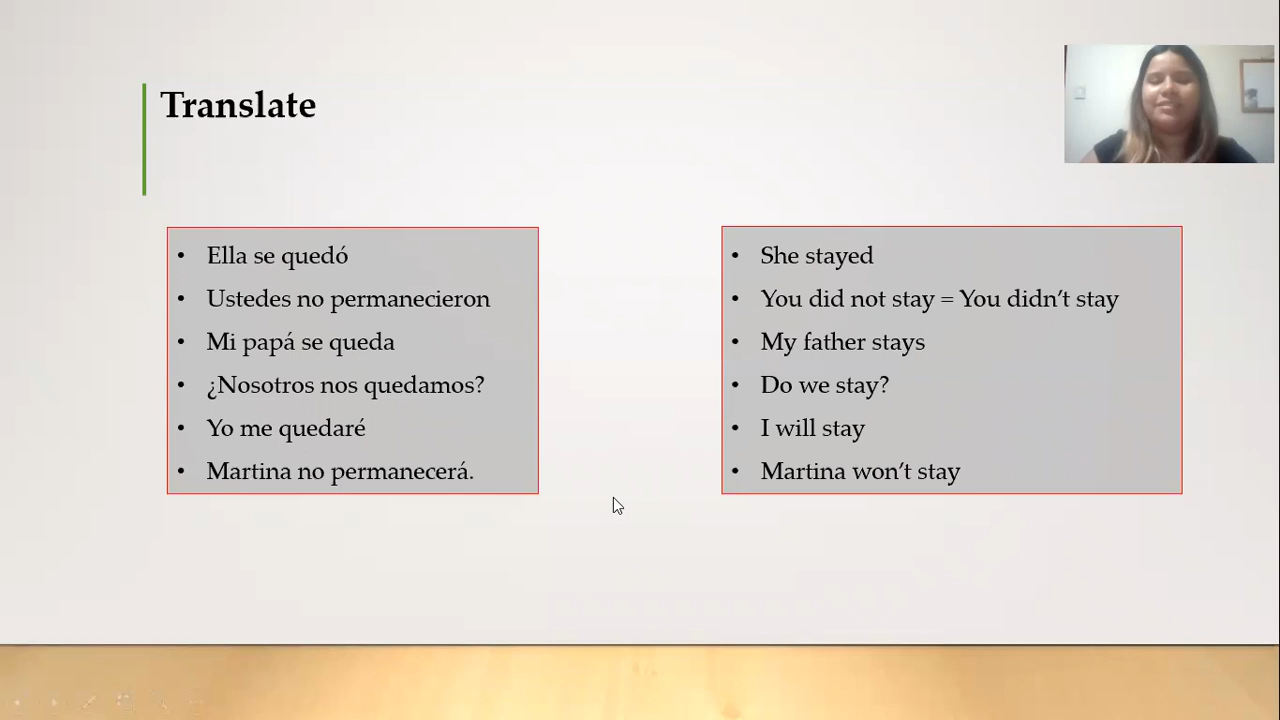 Translate
• Ella se quedó
• Ustedes no permanecieron
• Mi papá se queda
• ¿Nosotros nos quedamos?
• Yo me quedaré
• Martina no permanecerá.
• She stayed
• You did not stay = You didn’t stay
• My father stays
• Do we stay?
• I will stay
• Martina won’t stay